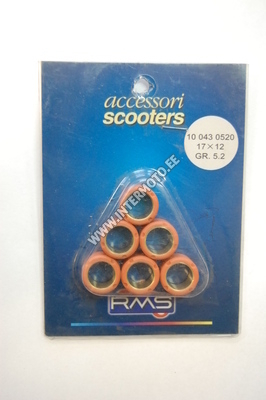 accessori
scooters
10 043 0520
17 × 12
GR. 5.2
WWW.INTERMOTO.EE
RMS